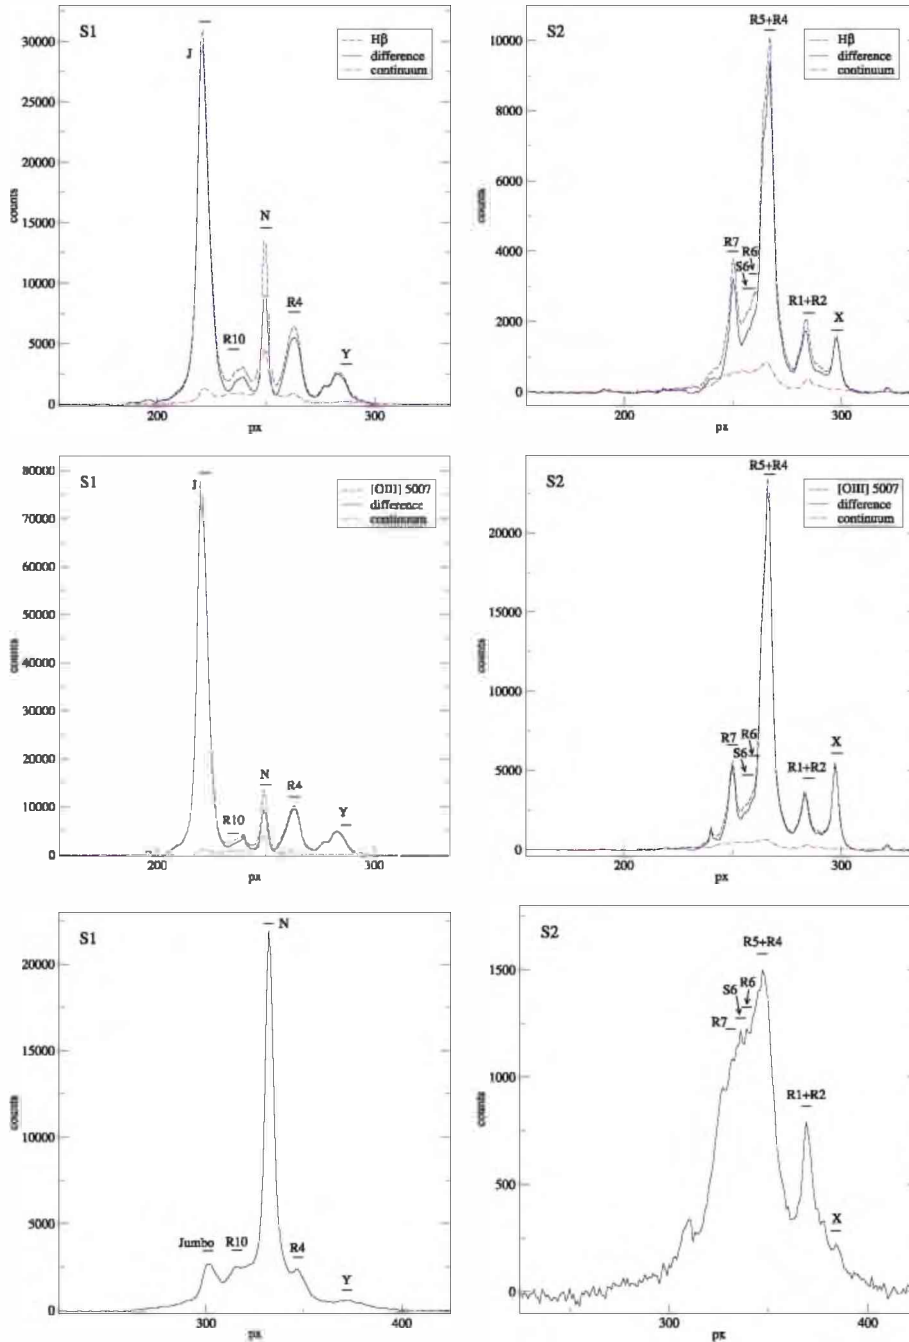 S1
J
R10
N
R4
Y
Hβ
difference
continuum
30000
25000
20000
15000
10000
5000
0
200
300
px
counts
S2
R5+R4
R7
S6
R6
R1+R2
X
Hβ
difference
continuum
10000
8000
6000
4000
2000
0
200
300
px
counts
S1
J
R10
N
R4
Y
[OIII] 5007
difference
continuum
80000
70000
60000
50000
40000
30000
20000
10000
0
200
300
px
counts
S2
R5+R4
R7
S6
R6
R1+R2
X
[OIII] 5007
difference
continuum
20000
15000
10000
5000
0
200
300
px
counts
S1
N
Jumbo
R10
R4
Y
20000
15000
10000
5000
0
300
400
px
counts
S2
R5+R4
S6
R6
R7
R1+R2
X
1500
1000
500
0
300
400
px
counts